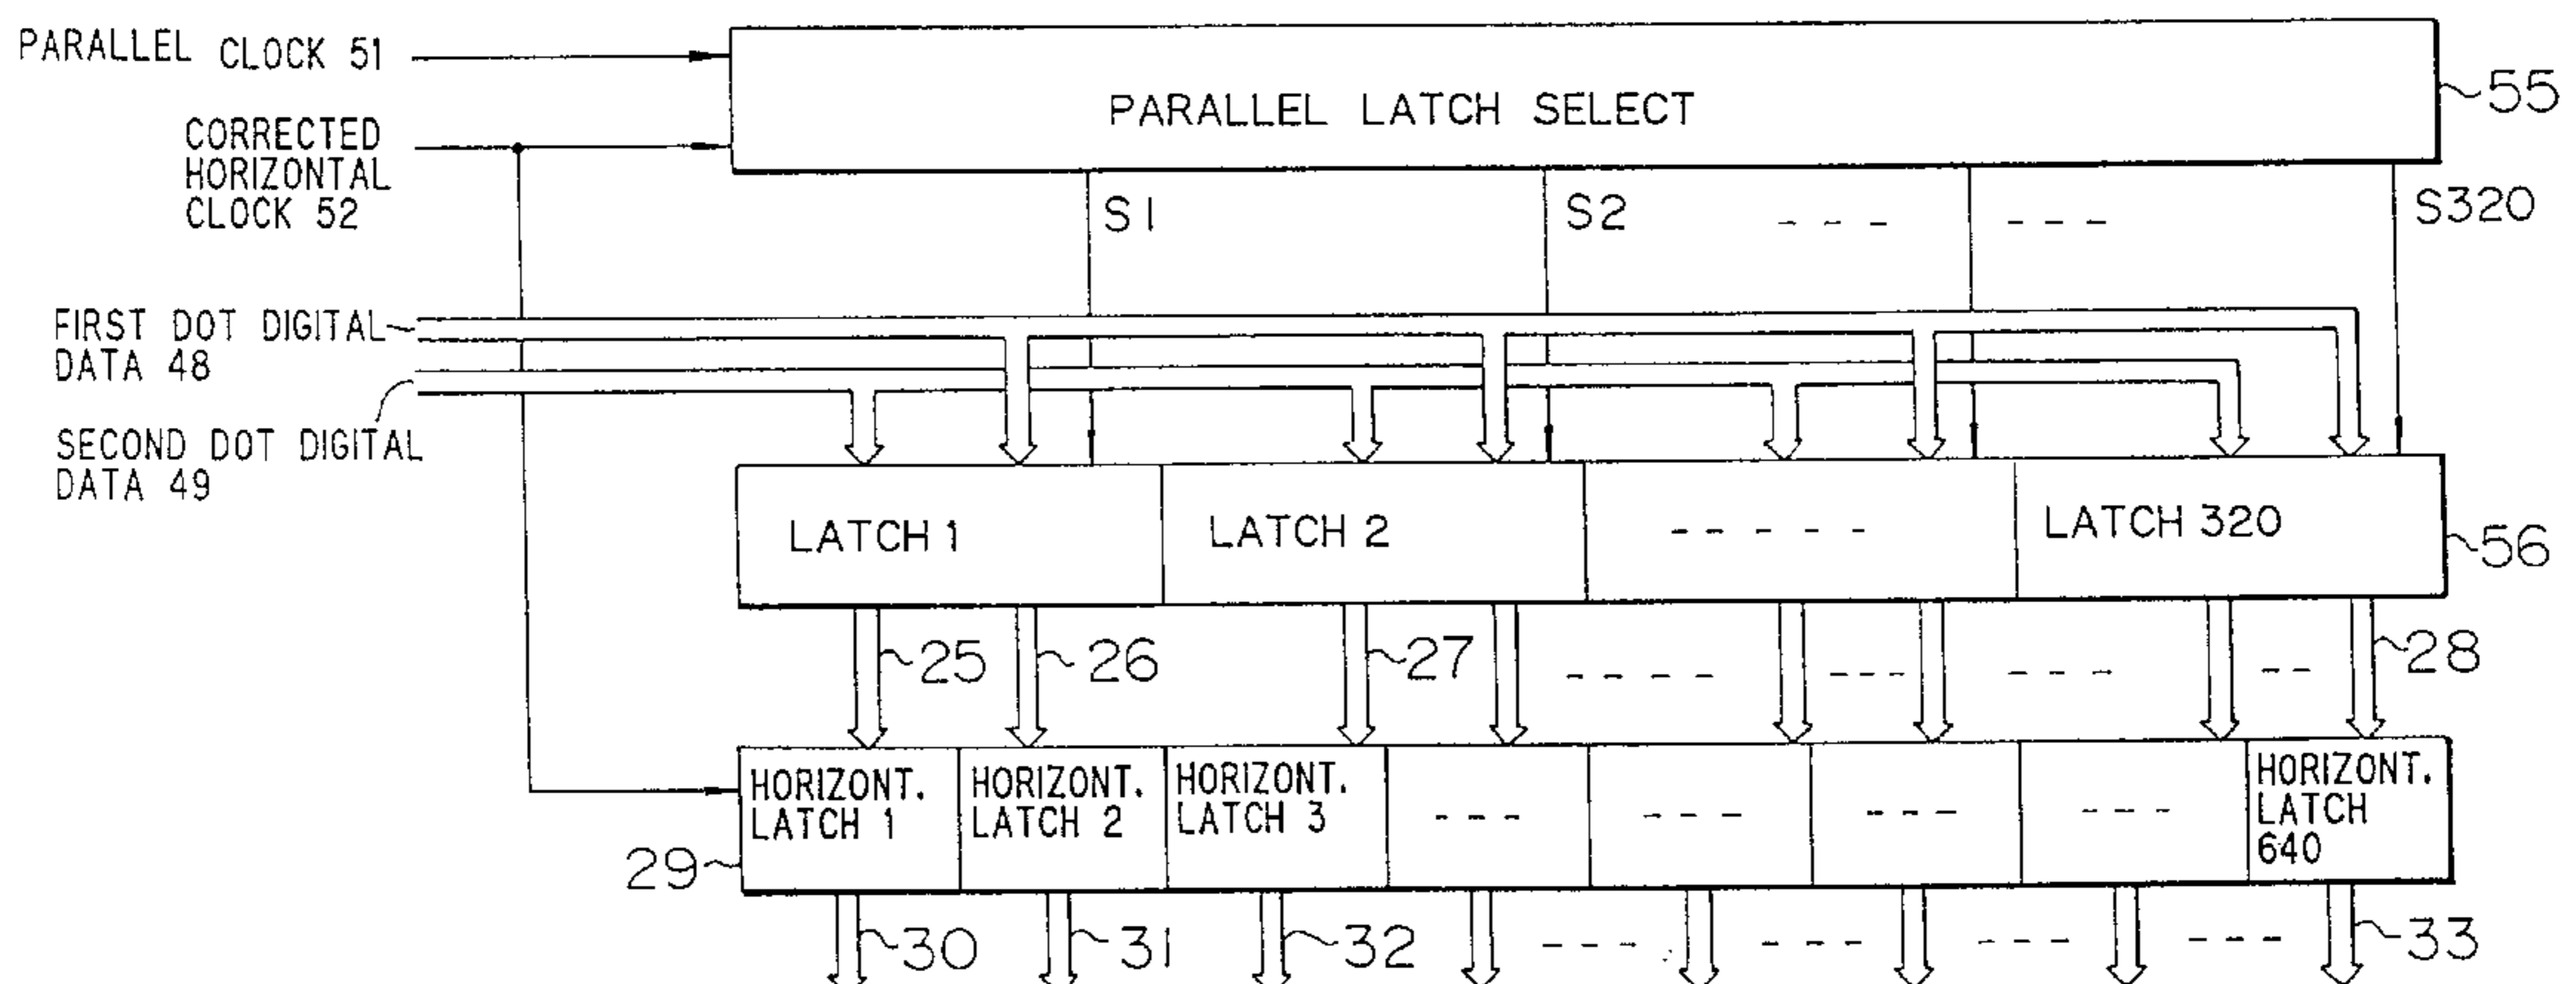 PARALLEL CLOCK 51
PARALLEL LATCH SELECT
55
CORRECTED
HORIZONTAL
CLOCK 52
S1
S2
--- ---
S320
FIRST DOT DIGITAL
DATA 48
SECOND DOT DIGITAL
DATA 49
LATCH 1
LATCH 2
-----
LATCH 320
56
25
26
27
---- --- ---- --
28
HORIZONT.
LATCH 1
HORIZONT.
LATCH 2
HORIZONT.
LATCH 3
---
---
---
---
HORIZONT.
LATCH
640
29
30
31
32
--- --- --- ---
33